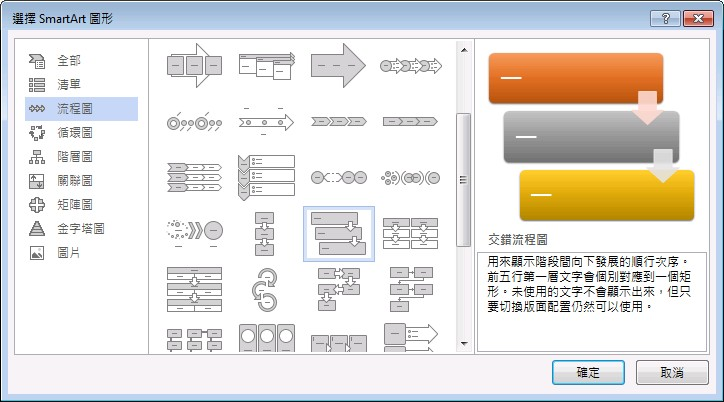 選擇 SmartArt 圖形
全部
清單
流程圖
循環圖
階層圖
關聯圖
矩陣圖
金字塔圖
圖片
交錯流程圖
用來顯示階段間向下發展的順行次序。
前五行第一層文字會個別對應到一個矩
形。未使用的文字不會顯示出來，但只
要切換版面配置仍然可以使用。
確定
取消